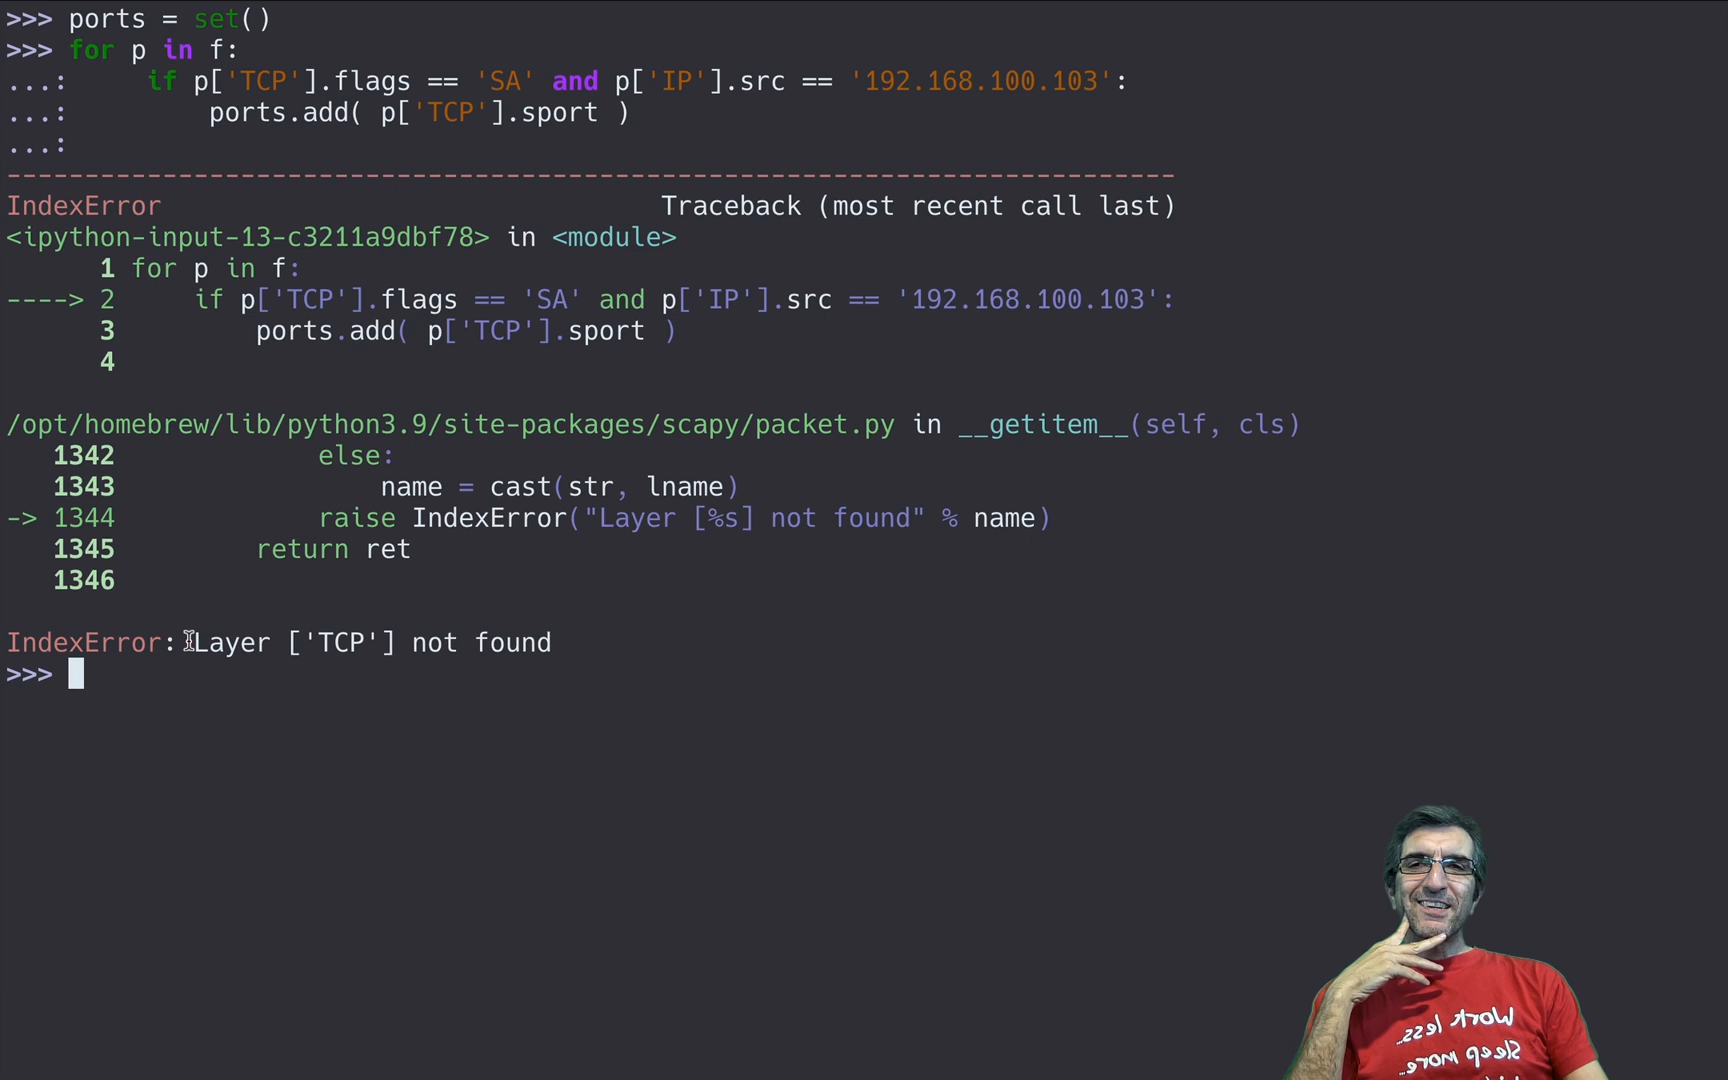 >>> ports = set()
>>> for p in f:
...:     if p['TCP'].flags == 'SA' and p['IP'].src == '192.168.100.103':
...:         ports.add( p['TCP'].sport )
...:
---------------------------------------------------------------------------
IndexError                                Traceback (most recent call last)
<ipython-input-13-c3211a9dbf78> in <module>
      1 for p in f:
----> 2     if p['TCP'].flags == 'SA' and p['IP'].src == '192.168.100.103':
      3         ports.add( p['TCP'].sport )
      4
/opt/homebrew/lib/python3.9/site-packages/scapy/packet.py in __getitem__(self, cls)
   1342             else:
   1343                 name = cast(str, lname)
-> 1344             raise IndexError("Layer [%s] not found" % name)
   1345         return ret
   1346
IndexError: Layer ['TCP'] not found
>>>
Work less...
Sleep more...